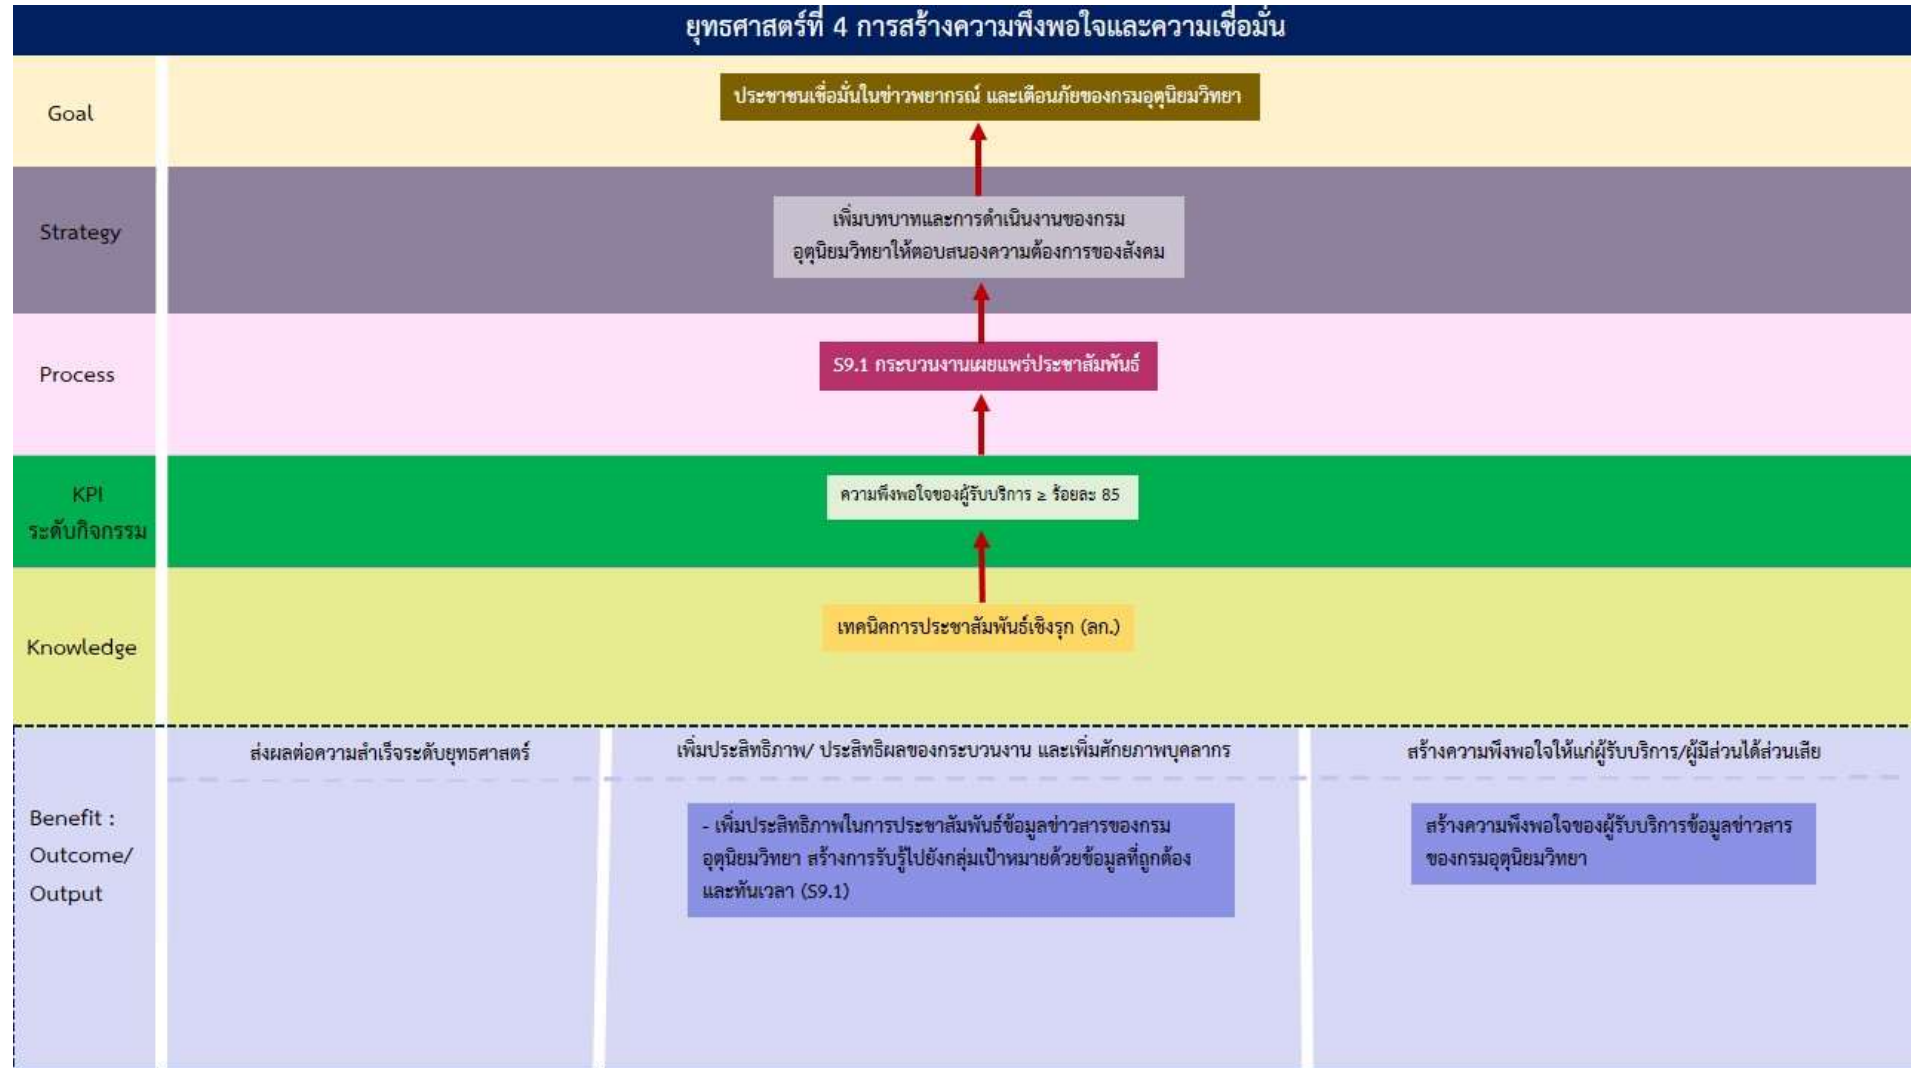 ยุทธศาสตร์ที่ 4 การสร้างความพึงพอใจและความเชื่อมั่น
Goal
ประชาชนเชื่อมั่นในข่าวพยากรณ์ และเตือนภัยของกรมอุตุนิยมวิทยา
Strategy
เพิ่มบทบาทและการดำเนินงานของกรม
อุตุนิยมวิทยาให้ตอบสนองความต้องการของสังคม
Process
S9.1 กระบวนงานเผยแพร่ประชาสัมพันธ์
KPI
ระดับกิจกรรม
ความพึงพอใจของผู้รับบริการ ≥ ร้อยละ 85
Knowledge
เทคนิคการประชาสัมพันธ์เชิงรุก (ลก.)
Benefit :
Outcome/
Output
ส่งผลต่อความสำเร็จระดับยุทธศาสตร์
เพิ่มประสิทธิภาพ/ ประสิทธิผลของกระบวนงาน และเพิ่มศักยภาพบุคลากร
- เพิ่มประสิทธิภาพในการประชาสัมพันธ์ข้อมูลข่าวสารของกรม
อุตุนิยมวิทยา สร้างการรับรู้ไปยังกลุ่มเป้าหมายด้วยข้อมูลที่ถูกต้อง
และทันเวลา (S9.1)
สร้างความพึงพอใจให้แก่ผู้รับบริการ/ผู้มีส่วนได้ส่วนเสีย
สร้างความพึงพอใจของผู้รับบริการข้อมูลข่าวสาร
ของกรมอุตุนิยมวิทยา